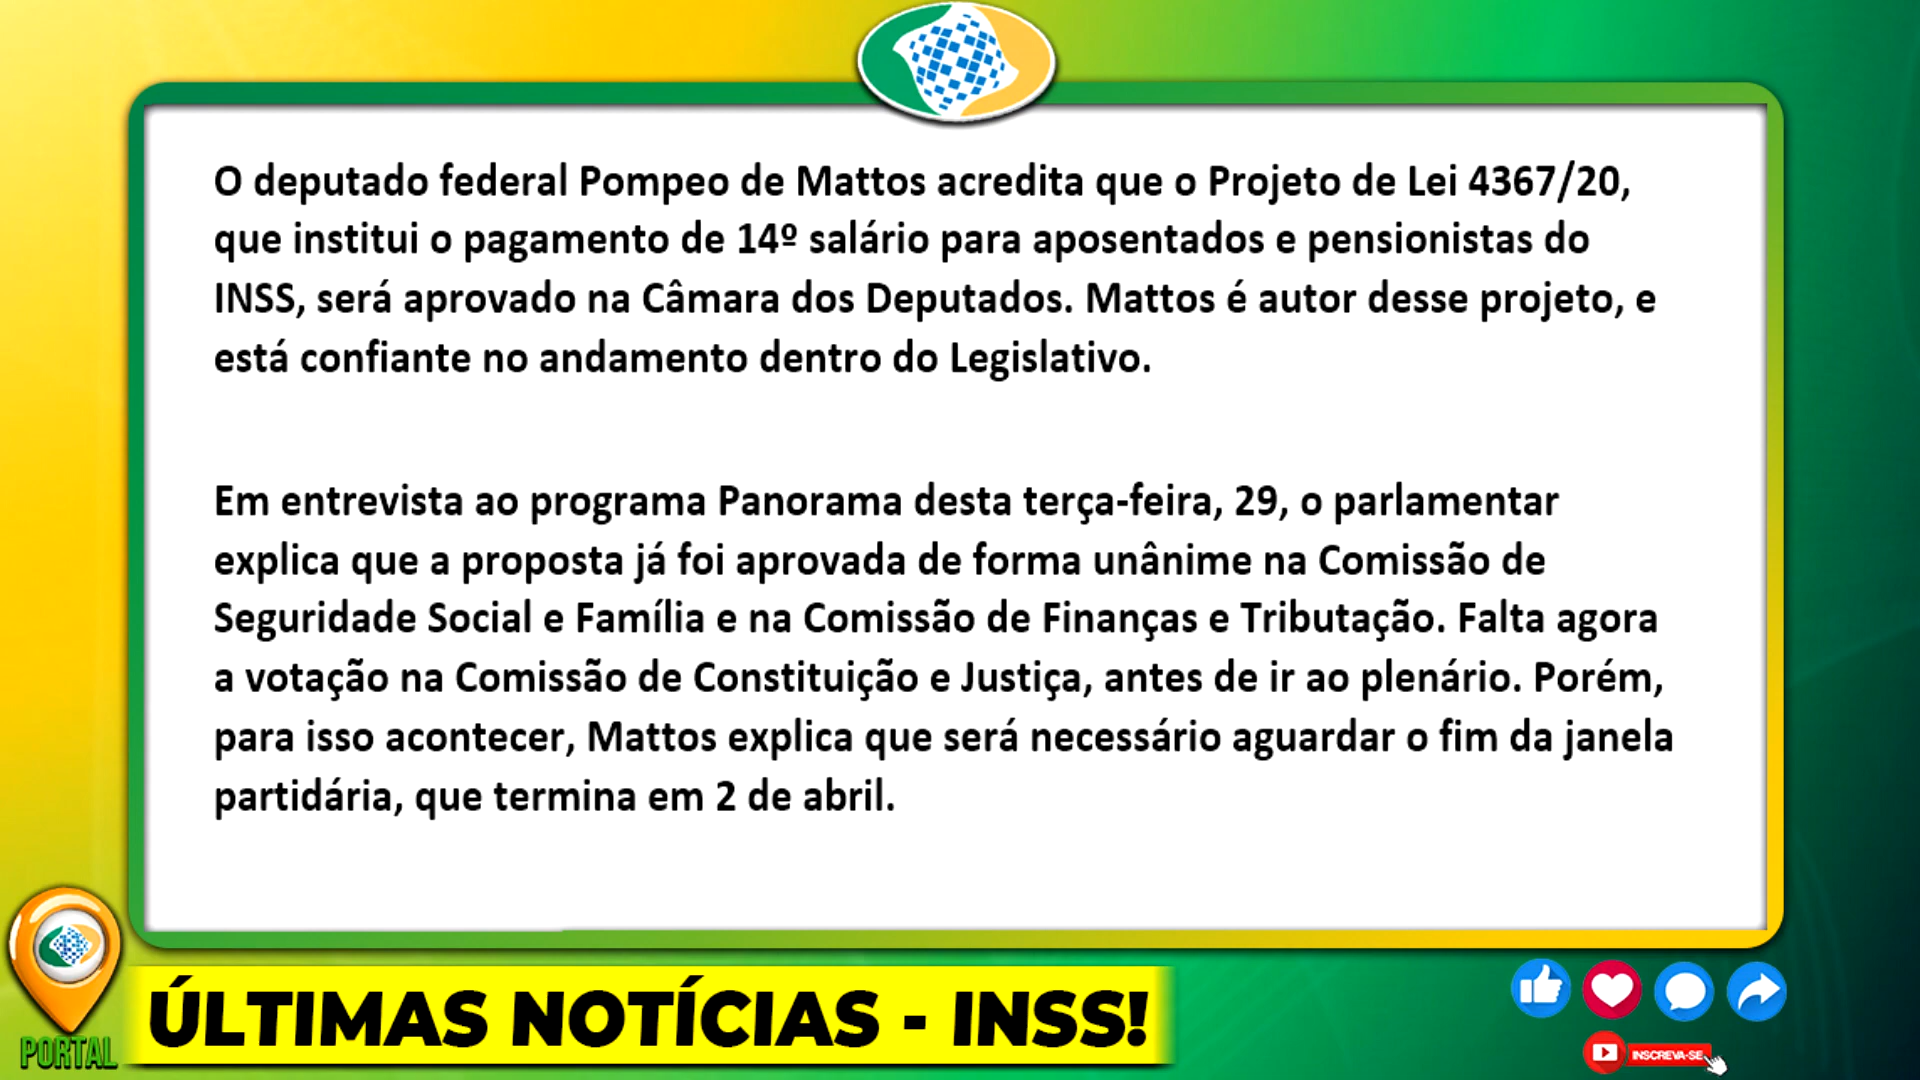 O deputado federal Pompeo de Mattos acredita que o Projeto de Lei 4367/20,
que institui o pagamento de 14º salário para aposentados e pensionistas do
INSS, será aprovado na Câmara dos Deputados. Mattos é autor desse projeto, e
está confiante no andamento dentro do Legislativo.
Em entrevista ao programa Panorama desta terça-feira, 29, o parlamentar
explica que a proposta já foi aprovada de forma unânime na Comissão de
Seguridade Social e Família e na Comissão de Finanças e Tributação. Falta agora
a votação na Comissão de Constituição e Justiça, antes de ir ao plenário. Porém,
para isso acontecer, Mattos explica que será necessário aguardar o fim da janela
partidária, que termina em 2 de abril.
PORTAL
ÚLTIMAS NOTÍCIAS - INSS!
INSCREVA-SE